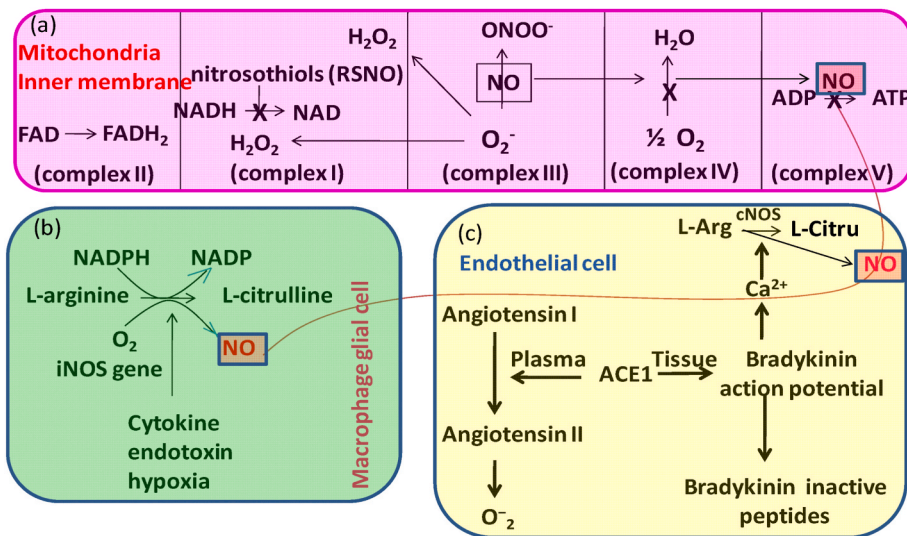 (a)
Mitochondria
Inner membrane
FAD → FADH₂
(complex II)
nitrosothiols (RSNO)
NADH X NAD
H₂O₂
(complex I)
H₂O₂
ONOO⁻
NO
O₂⁻
(complex III)
H₂O
X
½ O₂
(complex IV)
NO
ADP X ATP
(complex V)
(b)
NADPH NADP
L-arginine L-citrulline
O₂
NO
iNOS gene
Cytokine
endotoxin
hypoxia
Macrophage glial cell
(c)
Endothelial cell
L-Arg cNOS L-Citru
NO
Ca²⁺
Angiotensin I
Plasma ACE1 Tissue
Bradykinin
action potential
Angiotensin II
O⁻₂
Bradykinin inactive
peptides